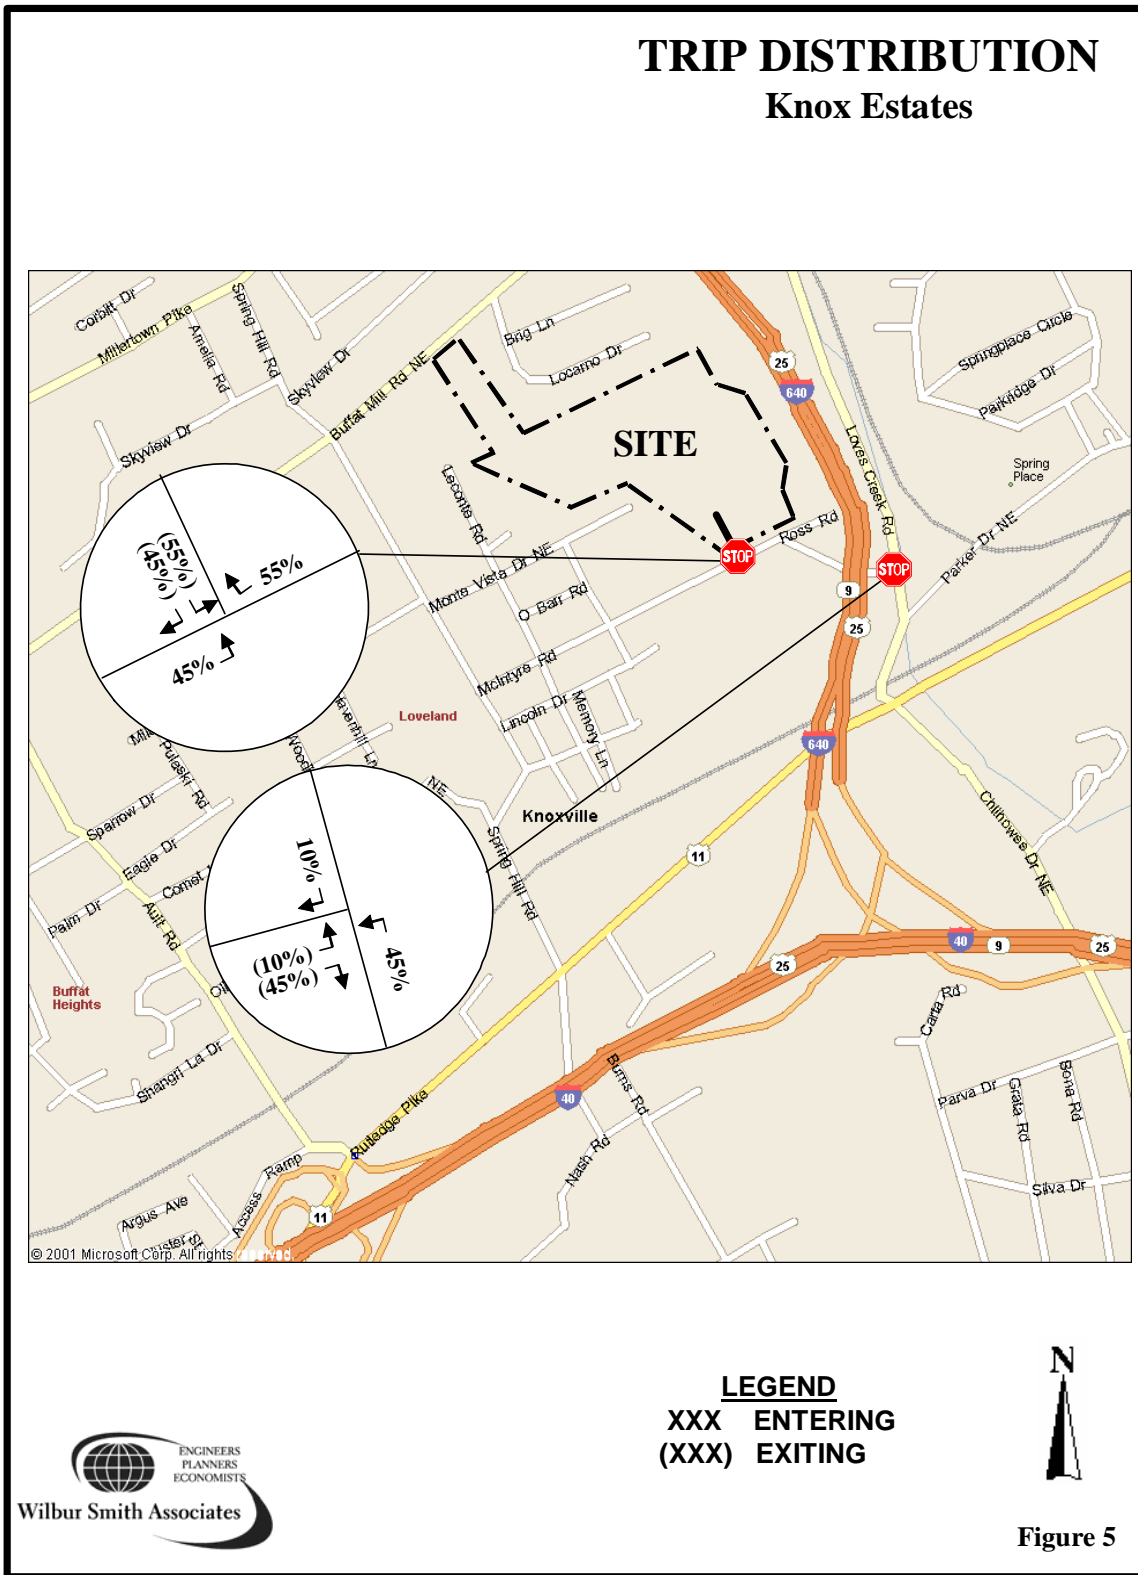 TRIP DISTRIBUTION
Knox Estates
Corbitt Dr
Millertown Pike
Amelia Rd
Spring Hill Rd
Skyview Dr
Skyview Dr
Buffat Mill Rd NE
Brig Ln
Locarno Dr
25
640
Springplace Circle
Parkridge Dr
Spring
Place
SITE
Loves Creek Rd
Parker Dr NE
Leconte Rd
Ross Rd
STOP
STOP
(55%)
(45%)
55%
45%
Monte Vista Dr NE
Barr Rd
McIntyre Rd
9
25
Lincoln Dr
Memory Ln
Loveland
Havenhill Ln
Pulaski Rd
640
NE
Knoxville
Sparrow Dr
Eagle Dr
Comet
Palm Dr
Ault Rd
Spring Hill Rd
11
Chilhowee Dr NE
10%
(10%)
(45%)
45%
Buffat
Heights
25
40
9
25
Shangri La Dr
Carta Rd
Parva Dr
Grata Rd
Bona Rd
Silva Dr
40
Burns Rd
Nash Rd
Rutledge Pike
Access Ramp
Argus Ave
11
© 2001 Microsoft Corp. All rights reserved.
LEGEND
XXX ENTERING
(XXX) EXITING
N
ENGINEERS
PLANNERS
ECONOMISTS
Wilbur Smith Associates
Figure 5